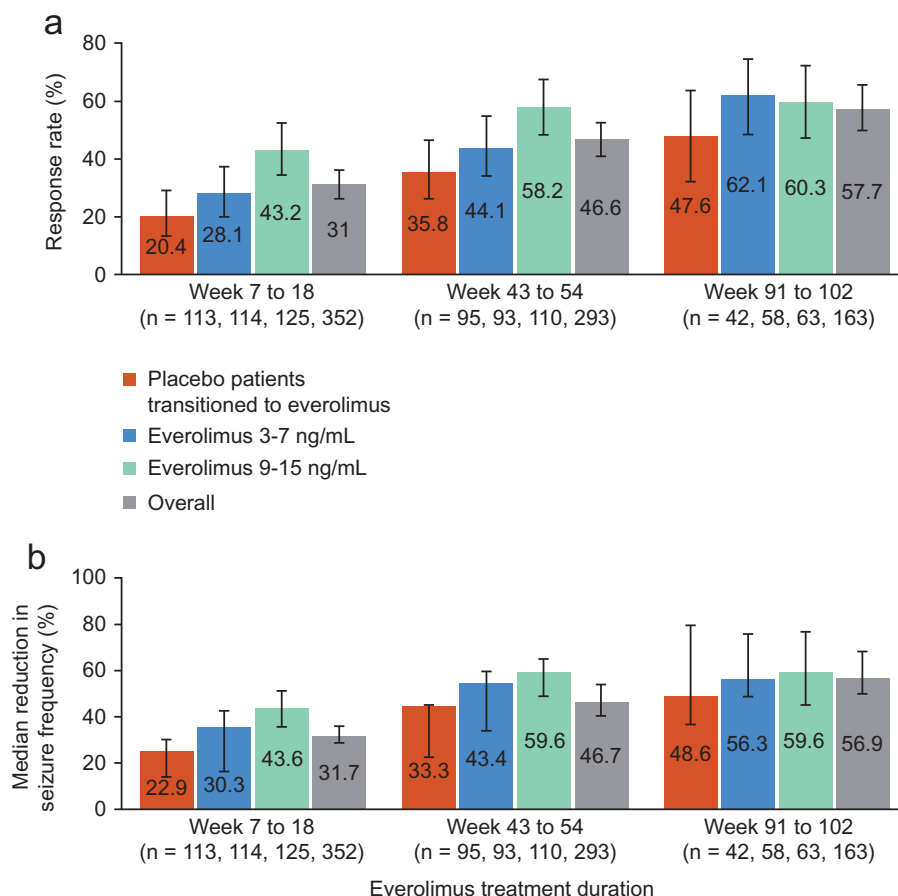 a
Response rate (%)
80
60
40
20
0
20.4
28.1
43.2
31
35.8
44.1
58.2
46.6
47.6
62.1
60.3
57.7
Week 7 to 18
(n = 113, 114, 125, 352)
Week 43 to 54
(n = 95, 93, 110, 293)
Week 91 to 102
(n = 42, 58, 63, 163)
Placebo patients
transitioned to everolimus
Everolimus 3-7 ng/mL
Everolimus 9-15 ng/mL
Overall
b
Median reduction in
seizure frequency (%)
100
80
60
40
20
0
22.9
30.3
43.6
31.7
33.3
43.4
59.6
46.7
48.6
56.3
59.6
56.9
Week 7 to 18
(n = 113, 114, 125, 352)
Week 43 to 54
(n = 95, 93, 110, 293)
Week 91 to 102
(n = 42, 58, 63, 163)
Everolimus treatment duration